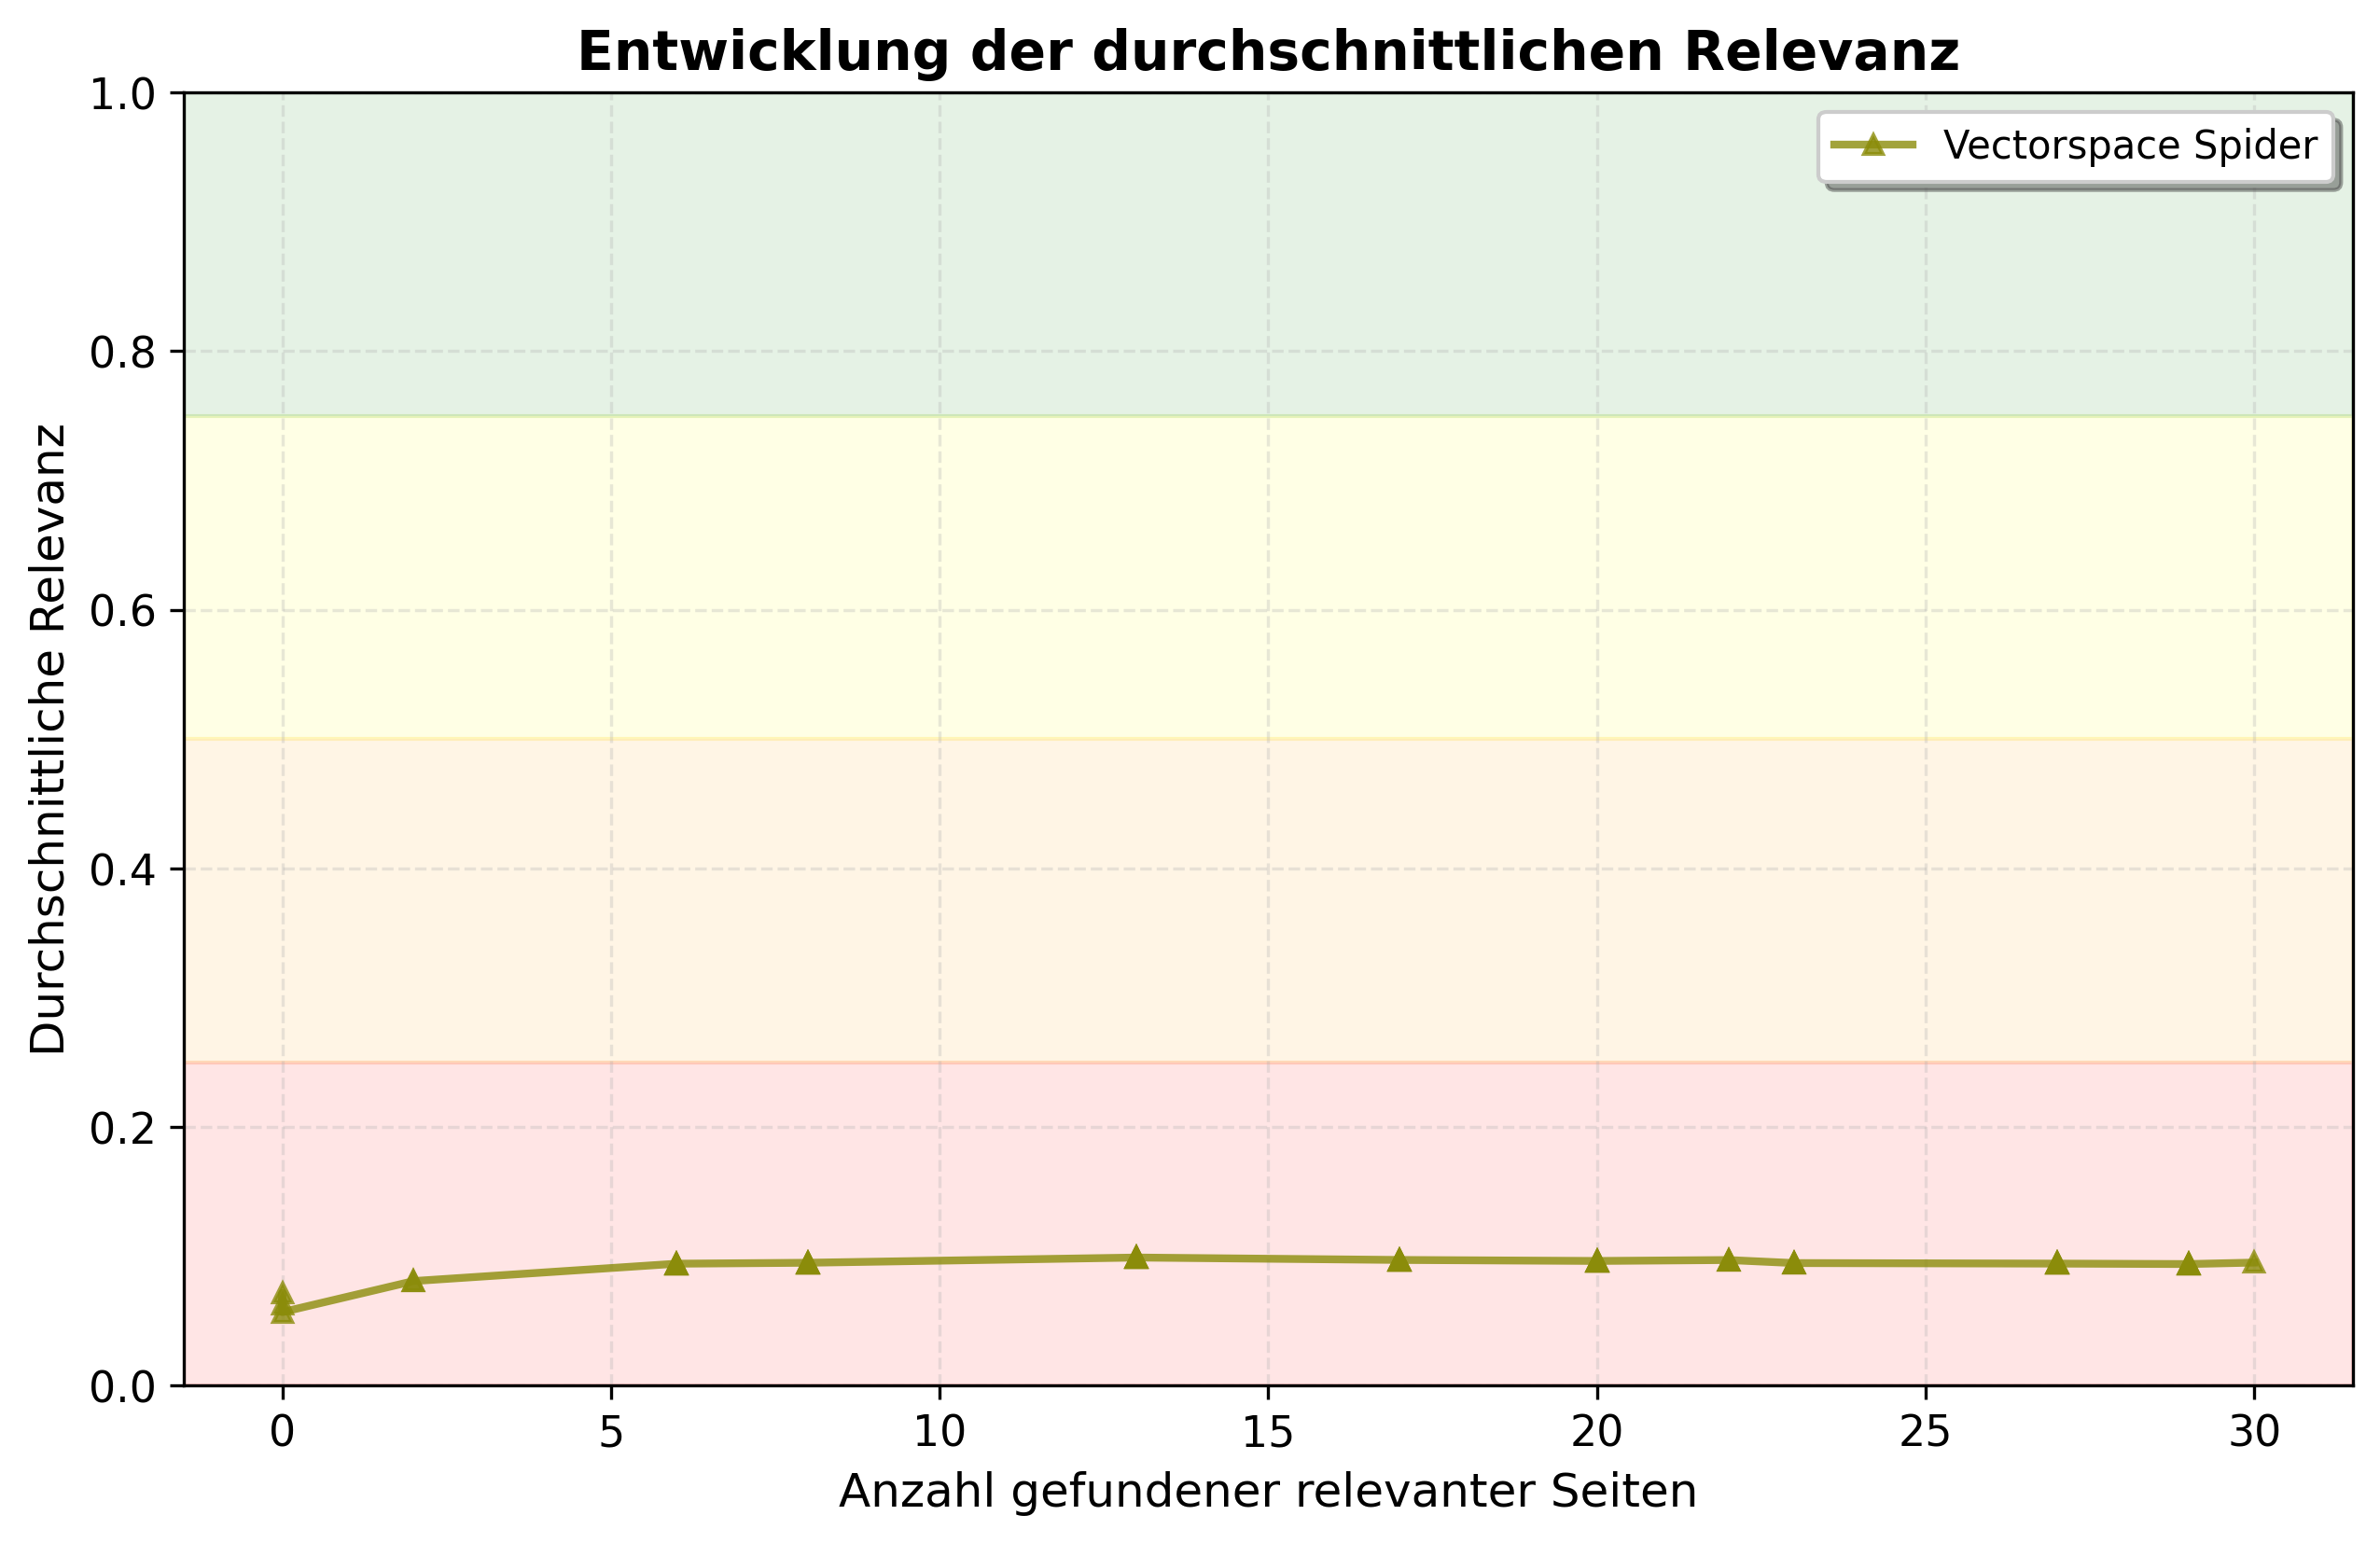 Entwicklung der durchschnittlichen Relevanz
Vectorspace Spider
Durchschnittliche Relevanz
1.0
0.8
0.6
0.4
0.2
0.0
0 5 10 15 20 25 30
Anzahl gefundener relevanter Seiten